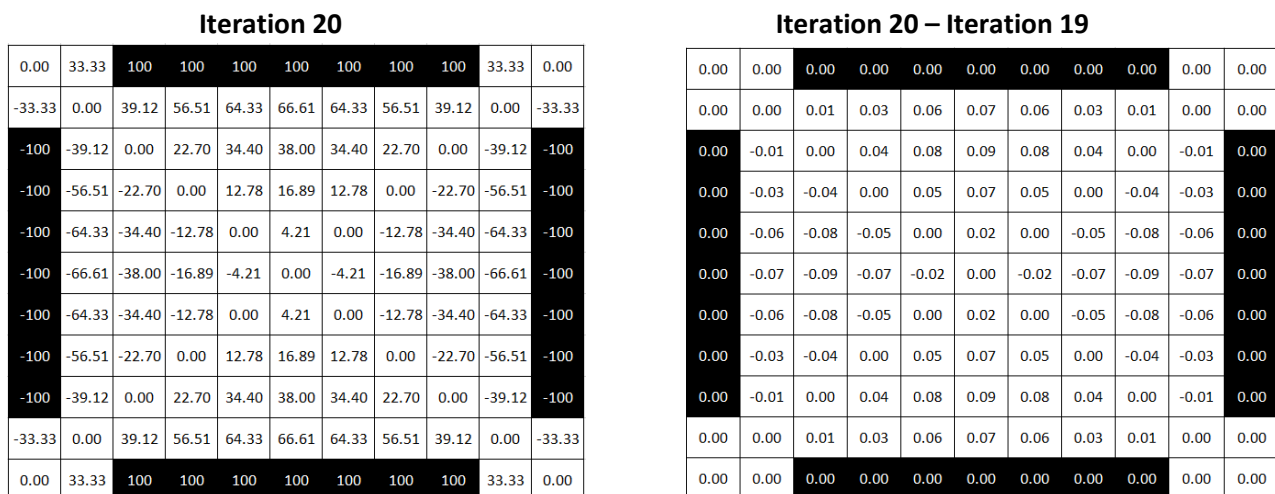 Iteration 20
0.00 33.33 100 100 100 100 100 100 100 33.33 0.00
-33.33 0.00 39.12 56.51 64.33 66.61 64.33 56.51 39.12 0.00 -33.33
-100 -39.12 0.00 22.70 34.40 38.00 34.40 22.70 0.00 -39.12 -100
-100 -56.51 -22.70 0.00 12.78 16.89 12.78 0.00 -22.70 -56.51 -100
-100 -64.33 -34.40 -12.78 0.00 4.21 0.00 -12.78 -34.40 -64.33 -100
-100 -66.61 -38.00 -16.89 -4.21 0.00 -4.21 -16.89 -38.00 -66.61 -100
-100 -64.33 -34.40 -12.78 0.00 4.21 0.00 -12.78 -34.40 -64.33 -100
-100 -56.51 -22.70 0.00 12.78 16.89 12.78 0.00 -22.70 -56.51 -100
-100 -39.12 0.00 22.70 34.40 38.00 34.40 22.70 0.00 -39.12 -100
-33.33 0.00 39.12 56.51 64.33 66.61 64.33 56.51 39.12 0.00 -33.33
0.00 33.33 100 100 100 100 100 100 100 33.33 0.00
Iteration 20 – Iteration 19
0.00 0.00 0.00 0.00 0.00 0.00 0.00 0.00 0.00 0.00 0.00
0.00 0.00 0.01 0.03 0.06 0.07 0.06 0.03 0.01 0.00 0.00
0.00 -0.01 0.00 0.04 0.08 0.09 0.08 0.04 0.00 -0.01 0.00
0.00 -0.03 -0.04 0.00 0.05 0.07 0.05 0.00 -0.04 -0.03 0.00
0.00 -0.06 -0.08 -0.05 0.00 0.02 0.00 -0.05 -0.08 -0.06 0.00
0.00 -0.07 -0.09 -0.07 -0.02 0.00 -0.02 -0.07 -0.09 -0.07 0.00
0.00 -0.06 -0.08 -0.05 0.00 0.02 0.00 -0.05 -0.08 -0.06 0.00
0.00 -0.03 -0.04 0.00 0.05 0.07 0.05 0.00 -0.04 -0.03 0.00
0.00 -0.01 0.00 0.04 0.08 0.09 0.08 0.04 0.00 -0.01 0.00
0.00 0.00 0.01 0.03 0.06 0.07 0.06 0.03 0.01 0.00 0.00
0.00 0.00 0.00 0.00 0.00 0.00 0.00 0.00 0.00 0.00 0.00